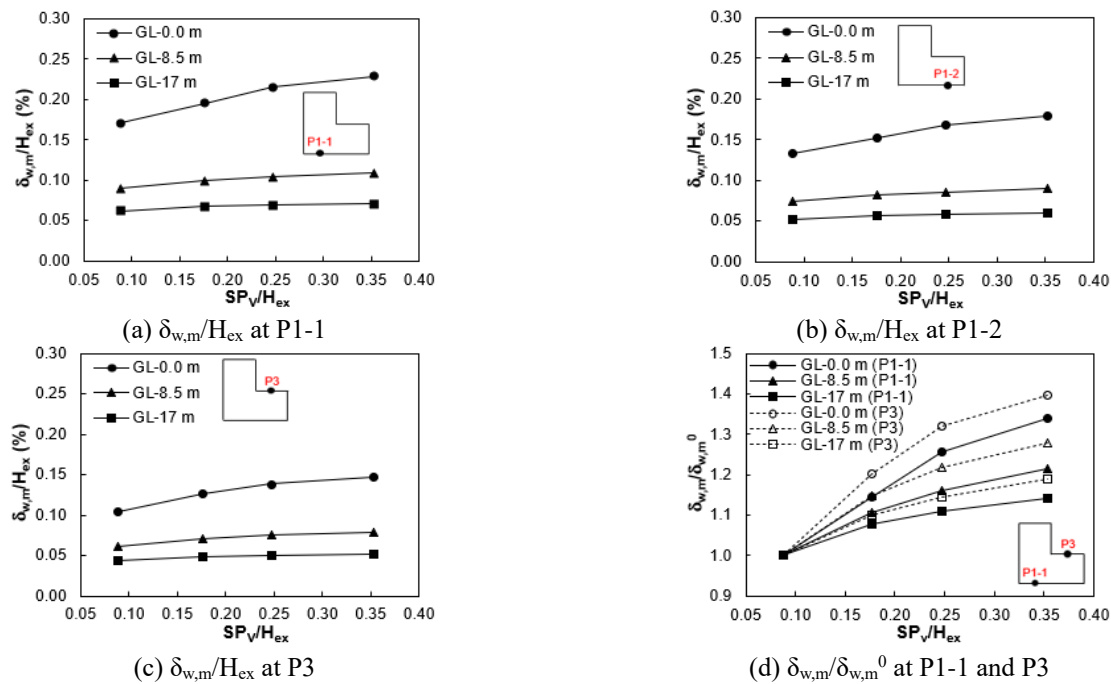 0.30
0.25
0.20
0.15
0.10
0.05
0.00
δw,m/Hex (%)
GL-0.0 m
GL-8.5 m
GL-17 m
P1-1
0.05 0.10 0.15 0.20 0.25 0.30 0.35 0.40
SPV/Hex
(a) δw,m/Hex at P1-1
0.30
0.25
0.20
0.15
0.10
0.05
0.00
δw,m/Hex (%)
GL-0.0 m
GL-8.5 m
GL-17 m
P1-2
0.05 0.10 0.15 0.20 0.25 0.30 0.35 0.40
SPV/Hex
(b) δw,m/Hex at P1-2
0.30
0.25
0.20
0.15
0.10
0.05
0.00
δw,m/Hex (%)
GL-0.0 m
GL-8.5 m
GL-17 m
P3
0.05 0.10 0.15 0.20 0.25 0.30 0.35 0.40
SPV/Hex
(c) δw,m/Hex at P3
1.5
1.4
1.3
1.2
1.1
1.0
0.9
δw,m/δw,m⁰
GL-0.0 m (P1-1)
GL-8.5 m (P1-1)
GL-17 m (P1-1)
GL-0.0 m (P3)
GL-8.5 m (P3)
GL-17 m (P3)
P3
P1-1
0.05 0.10 0.15 0.20 0.25 0.30 0.35 0.40
SPV/Hex
(d) δw,m/δw,m⁰ at P1-1 and P3